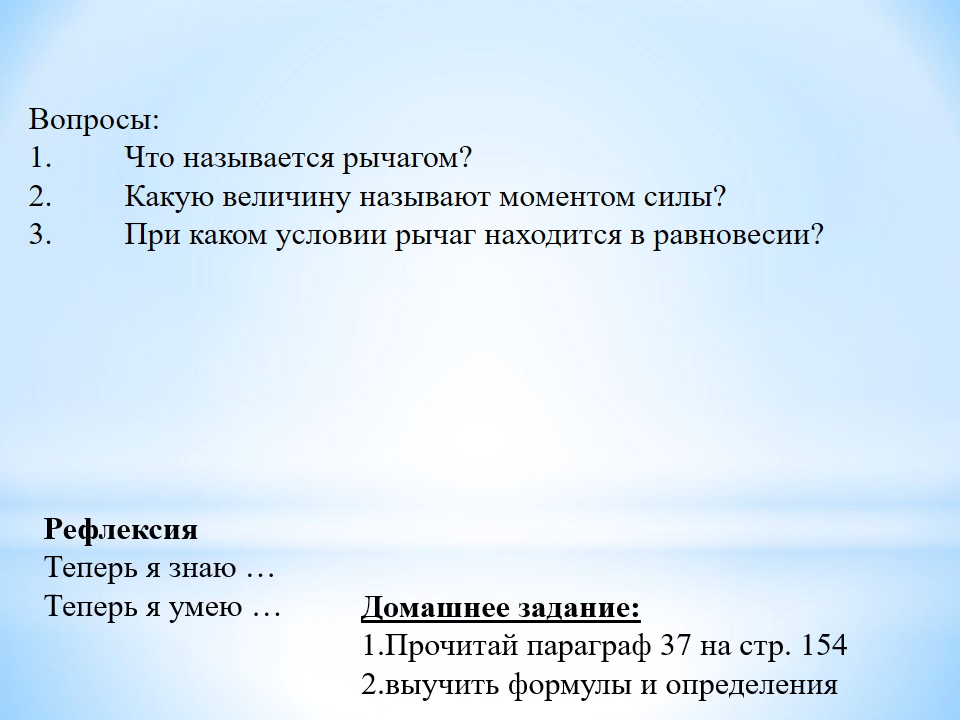 Вопросы:
1. Что называется рычагом?
2. Какую величину называют моментом силы?
3. При каком условии рычаг находится в равновесии?
Рефлексия
Теперь я знаю …
Теперь я умею …
Домашнее задание:
1.Прочитай параграф 37 на стр. 154
2.выучить формулы и определения